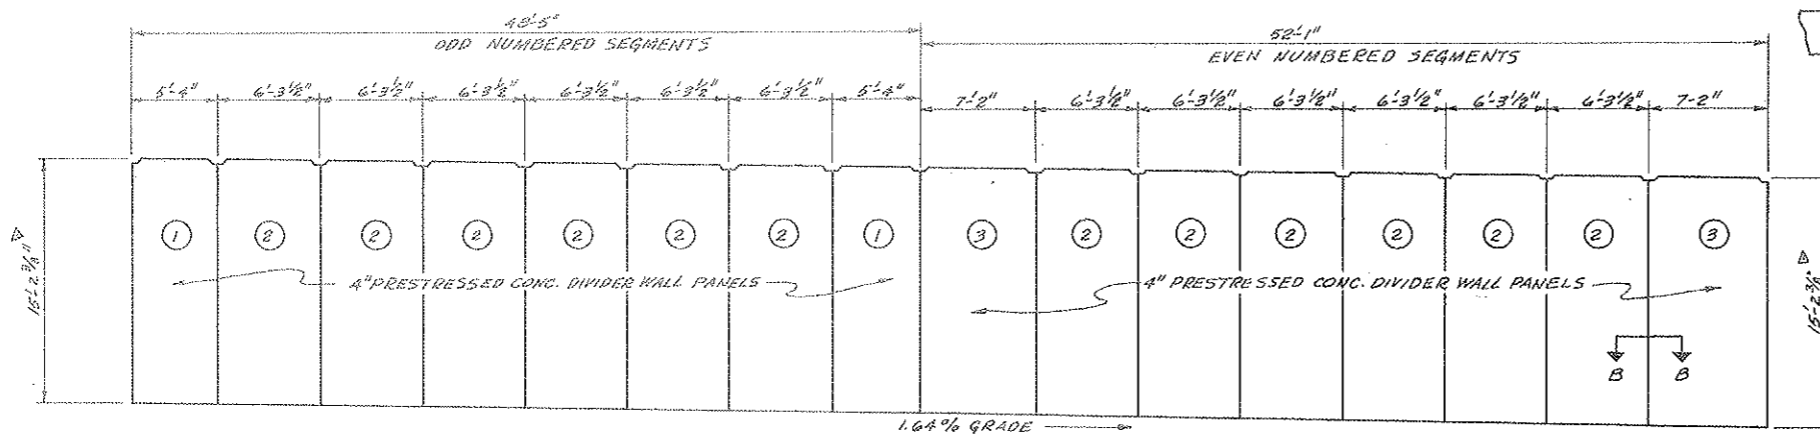 48'-5"
ODD NUMBERED SEGMENTS
52'-1"
EVEN NUMBERED SEGMENTS
5'-4" 6'-3½" 6'-3½" 6'-3½" 6'-3½" 6'-3½" 6'-3½" 5'-4" 7'-2" 6'-3½" 6'-3½" 6'-3½" 6'-3½" 6'-3½" 6'-3½" 7-2"
1 2 2 2 2 2 2 1 3 2 2 2 2 2 2 3
4" PRESTRESSED CONC. DIVIDER WALL PANELS
4" PRESTRESSED CONC. DIVIDER WALL PANELS
B B
1.64% GRADE